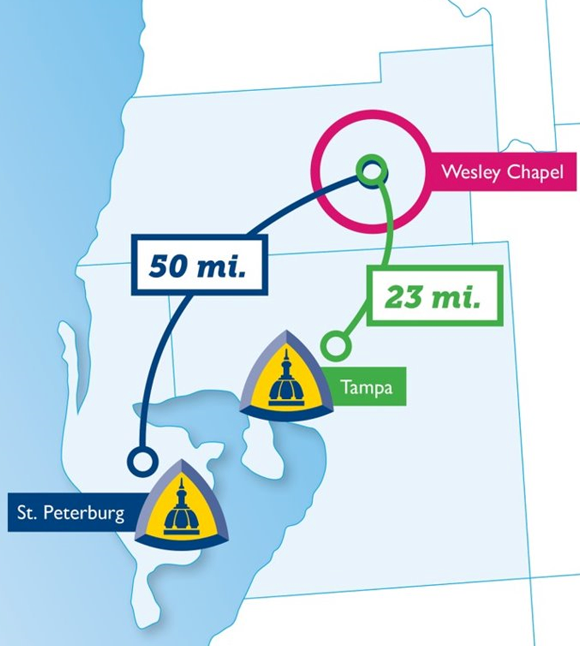 Wesley Chapel
50 mi.
23 mi.
Tampa
St. Peterburg